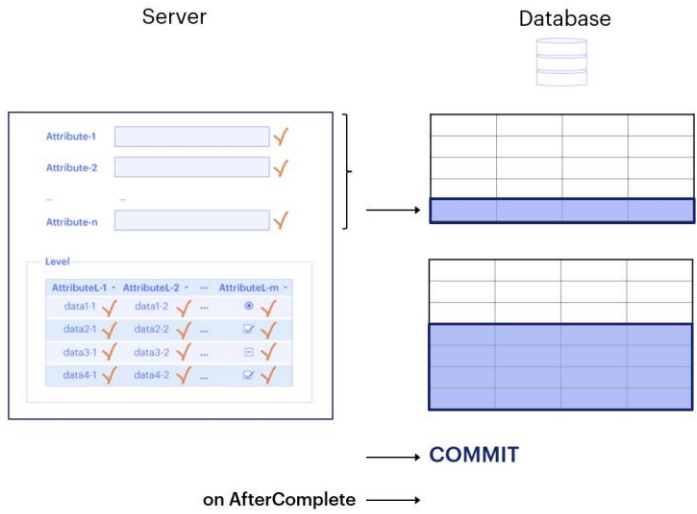 Server
Database
Attribute-1
Attribute-2
... ...
Attribute-n
Level
AttributeL-1 AttributeL-2 ... AttributeL-m
data1-1 data1-2 ...
data2-1 data2-2 ...
data3-1 data3-2 ...
data4-1 data4-2 ...
COMMIT
on AfterComplete